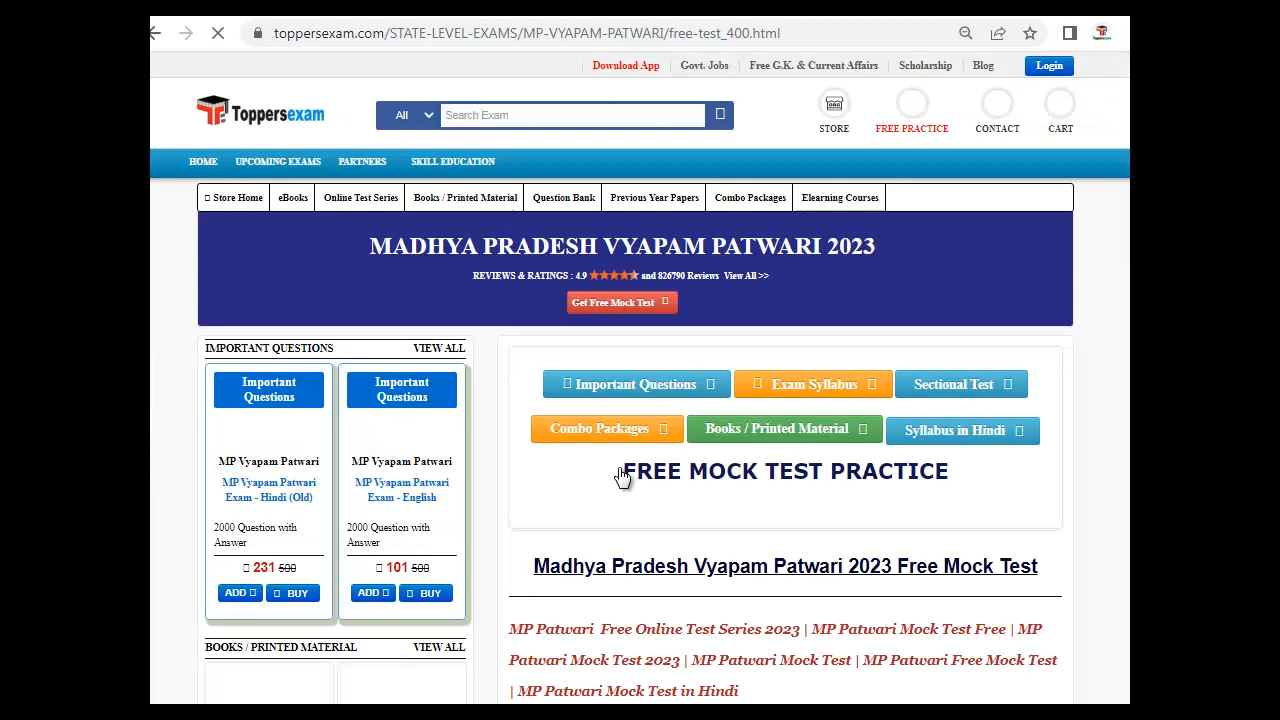 toppersexam.com/STATE-LEVEL-EXAMS/MP-VYAPAM-PATWARI/free-test_400.html
Download App Govt. Jobs Free G.K. & Current Affairs Scholarship Blog Login
Toppersexam All Search Exam STORE FREE PRACTICE CONTACT CART
HOME UPCOMING EXAMS PARTNERS SKILL EDUCATION
Store Home eBooks Online Test Series Books / Printed Material Question Bank Previous Year Papers Combo Packages Elearning Courses
MADHYA PRADESH VYAPAM PATWARI 2023
REVIEWS & RATINGS : 4.9 and 826790 Reviews View All >>
Get Free Mock Test
IMPORTANT QUESTIONS VIEW ALL
Important Questions
MP Vyapam Patwari
MP Vyapam Patwari
Exam - Hindi (Old)
2000 Question with
Answer
231 500
ADD BUY
Important Questions
MP Vyapam Patwari
MP Vyapam Patwari
Exam - English
2000 Question with
Answer
101 500
ADD BUY
BOOKS / PRINTED MATERIAL VIEW ALL
Important Questions Exam Syllabus Sectional Test
Combo Packages Books / Printed Material Syllabus in Hindi
FREE MOCK TEST PRACTICE
Madhya Pradesh Vyapam Patwari 2023 Free Mock Test
MP Patwari Free Online Test Series 2023 | MP Patwari Mock Test Free | MP
Patwari Mock Test 2023 | MP Patwari Mock Test | MP Patwari Free Mock Test
| MP Patwari Mock Test in Hindi